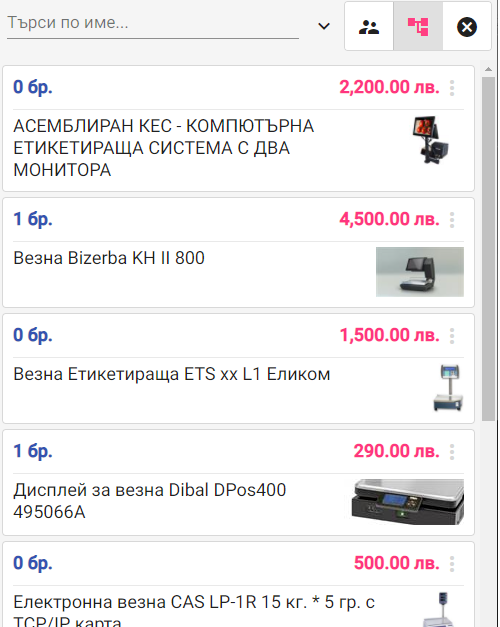 Търси по име...
0 бр.
2,200.00 лв.
АСЕМБЛИРАН КЕС - КОМПЮТЪРНА
ЕТИКЕТИРАЩА СИСТЕМА С ДВА
МОНИТОРА
1 бр.
4,500.00 лв.
Везна Bizerba KH II 800
0 бр.
1,500.00 лв.
Везна Етикетираща ETS xx L1 Еликом
1 бр.
290.00 лв.
Дисплей за везна Dibal DPos400
495066A
0 бр.
500.00 лв.
Електронна везна CAS LP-1R 15 кг. * 5 гр. с
TCP/IP карта